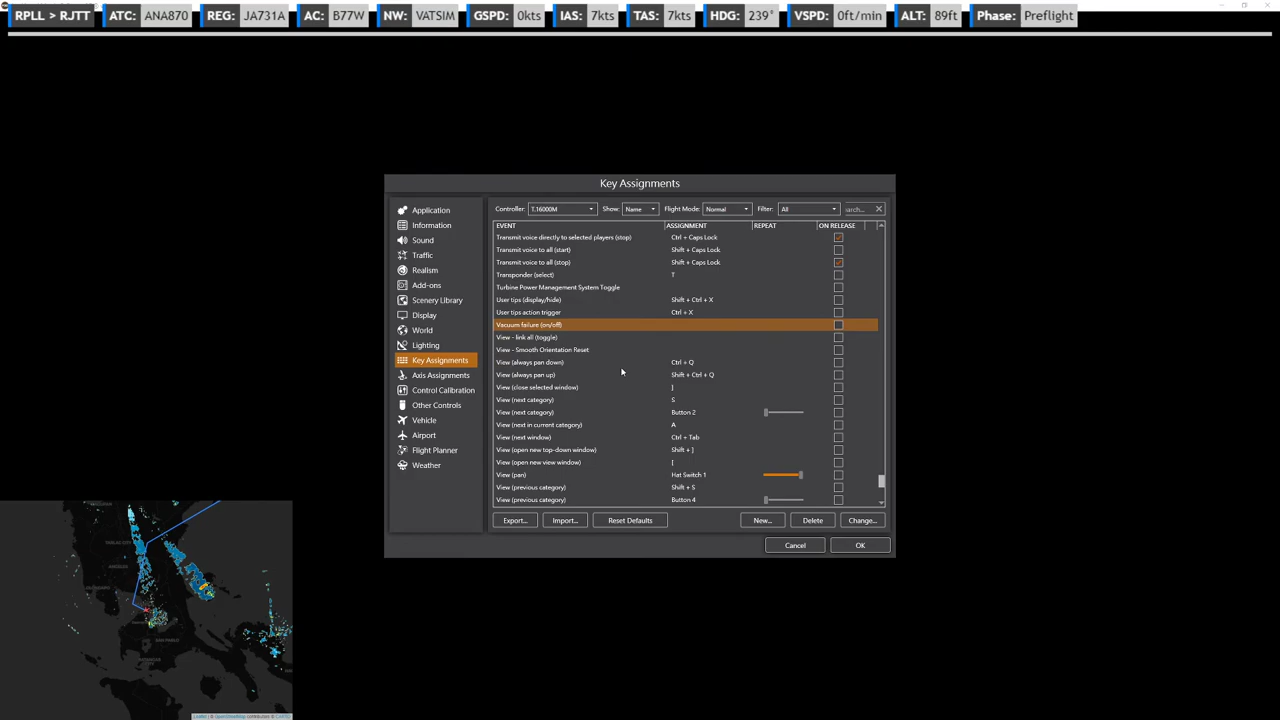 RPLL > RJTT ATC: ANA870 REG: JA731A AC: B77W NW: VATSIM GSPD: 0kts IAS: 7kts TAS: 7kts HDG: 239° VSPD: 0ft/min ALT: 89ft Phase: Preflight
Key Assignments
Application
Information
Sound
Traffic
Realism
Add-ons
Scenery Library
Display
World
Lighting
Key Assignments
Axis Assignments
Control Calibration
Other Controls
Vehicle
Airport
Flight Planner
Weather
Controller: T.16000M Show: Name Flight Mode: Normal Filter: All earch...
EVENT ASSIGNMENT REPEAT ON RELEASE
Transmit voice directly to selected players (stop) Ctrl + Caps Lock
Transmit voice to all (start) Shift + Caps Lock
Transmit voice to all (stop) Shift + Caps Lock
Transponder (select) T
Turbine Power Management System Toggle
User tips (display/hide) Shift + Ctrl + X
User tips action trigger Ctrl + X
Vacuum failure (on/off)
View - link all (toggle)
View - Smooth Orientation Reset
View (always pan down) Ctrl + Q
View (always pan up) Shift + Ctrl + Q
View (close selected window) ]
View (next category) S
View (next category) Button 2
View (next in current category) A
View (next window) Ctrl + Tab
View (open new top-down window) Shift + ]
View (open new view window) [
View (pan) Hat Switch 1
View (previous category) Shift + S
View (previous category) Button 4
Export... Import... Reset Defaults New... Delete Change...
Cancel OK